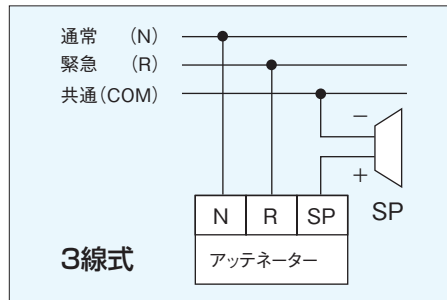 通常 (N)
緊急 (R)
共通(COM)
−
+
SP
N R SP
アッテネーター
3線式